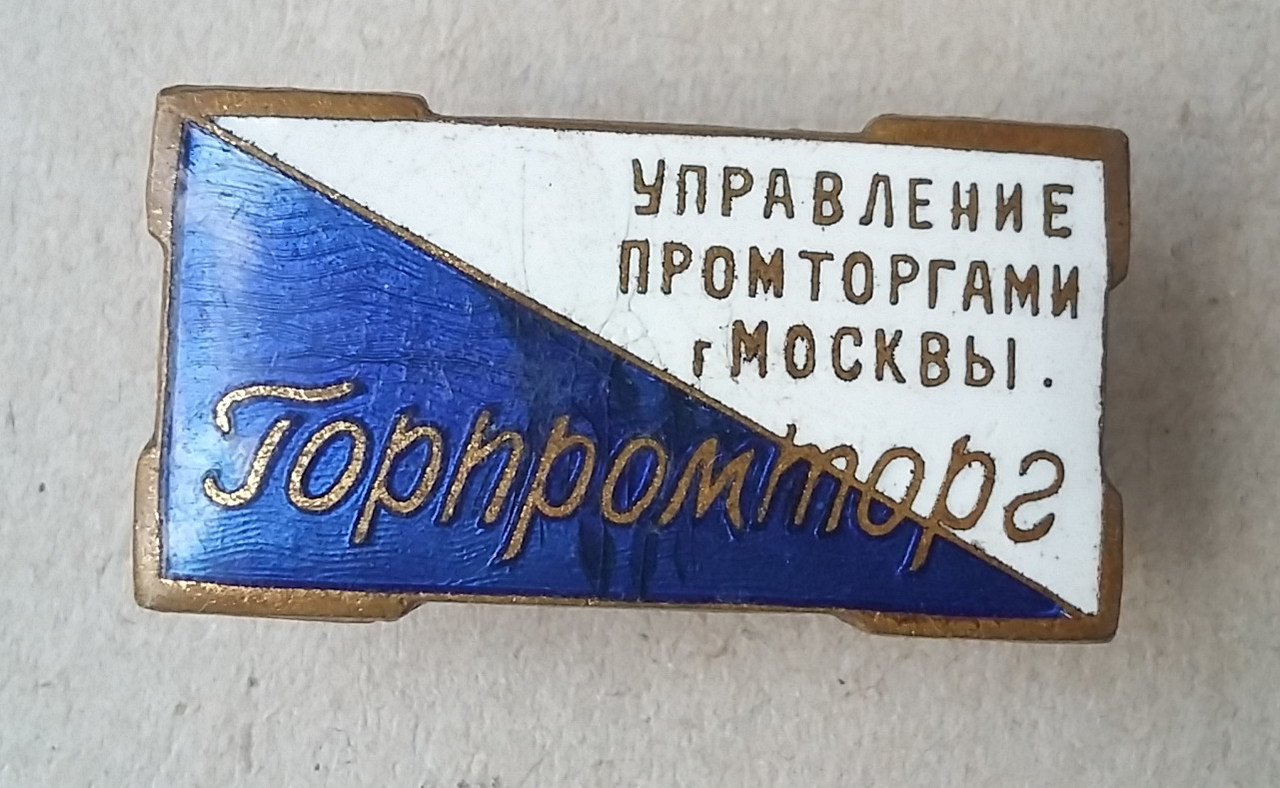 УПРАВЛЕНИЕ
ПРОМТОРГАМИ
г МОСКВЫ.
Горпромторг